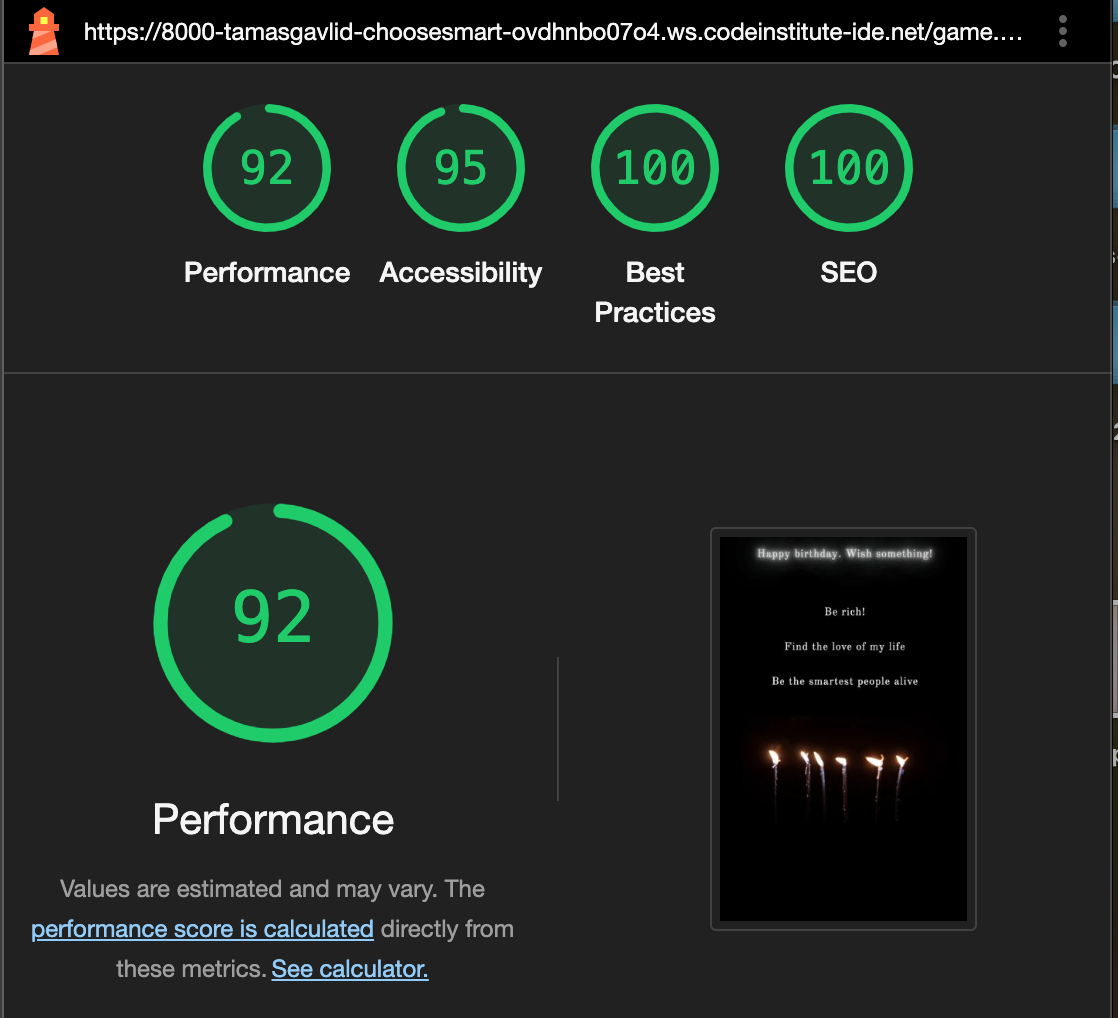 https://8000-tamasgavlid-choosesmart-ovdhnbo07o4.ws.codeinstitute-ide.net/game.…
92
95
100
100
Performance
Accessibility
Best
Practices
SEO
92
Performance
Values are estimated and may vary. The
performance score is calculated directly from
these metrics. See calculator.
Happy birthday. Wish something!
Be rich!
Find the love of my life
Be the smartest people alive